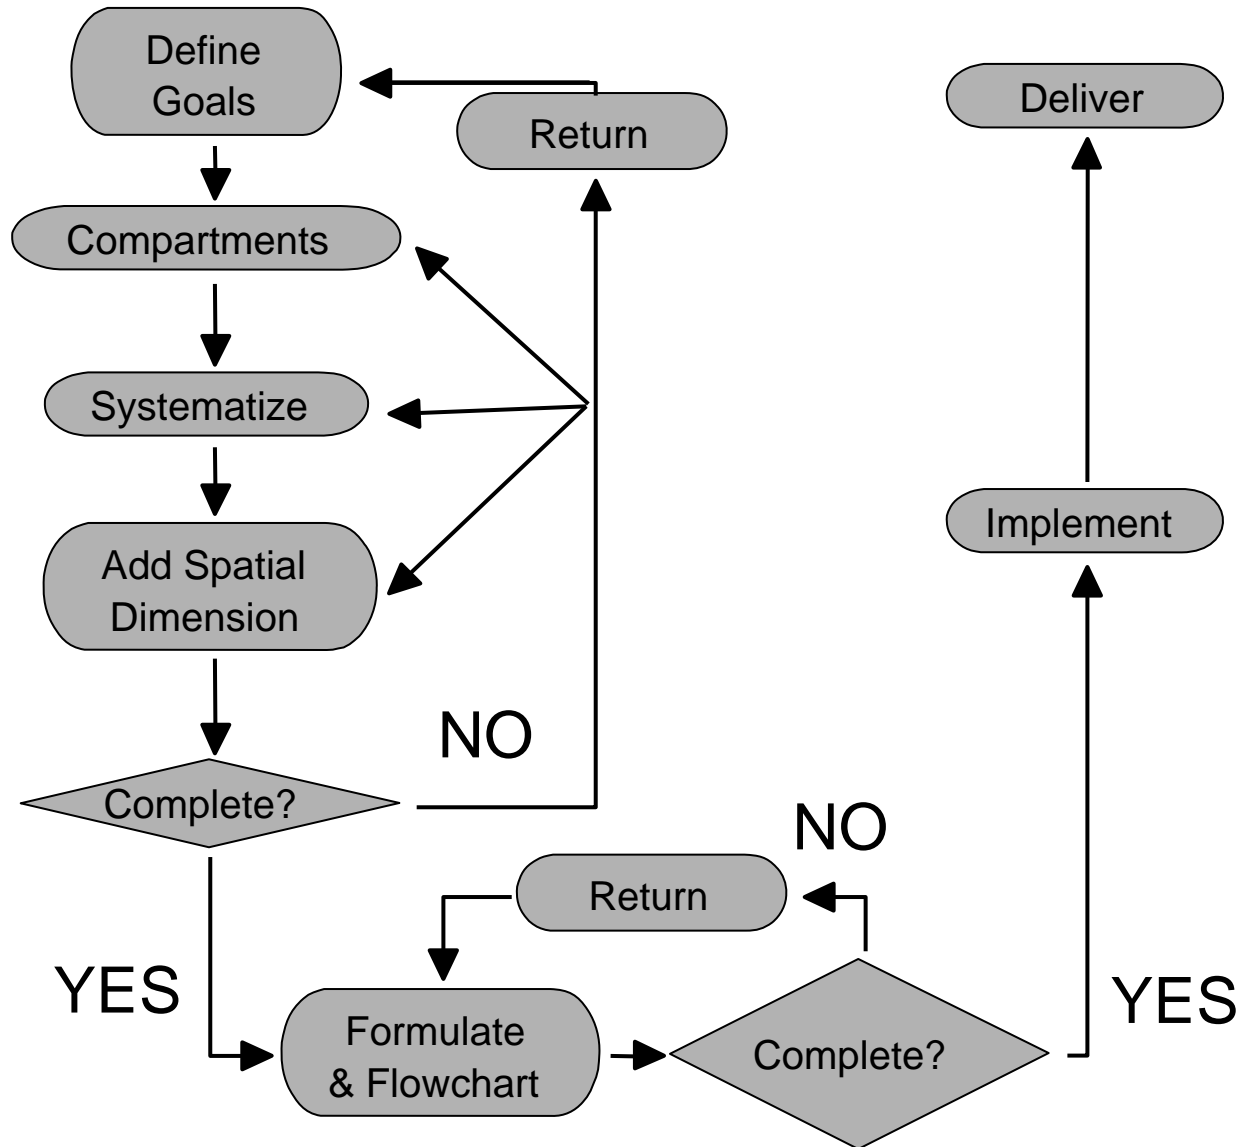 Define
Goals
Return
Compartments
Systematize
Add Spatial
Dimension
NO
Complete?
YES
Return
NO
Formulate
& Flowchart
Complete?
YES
Implement
Deliver